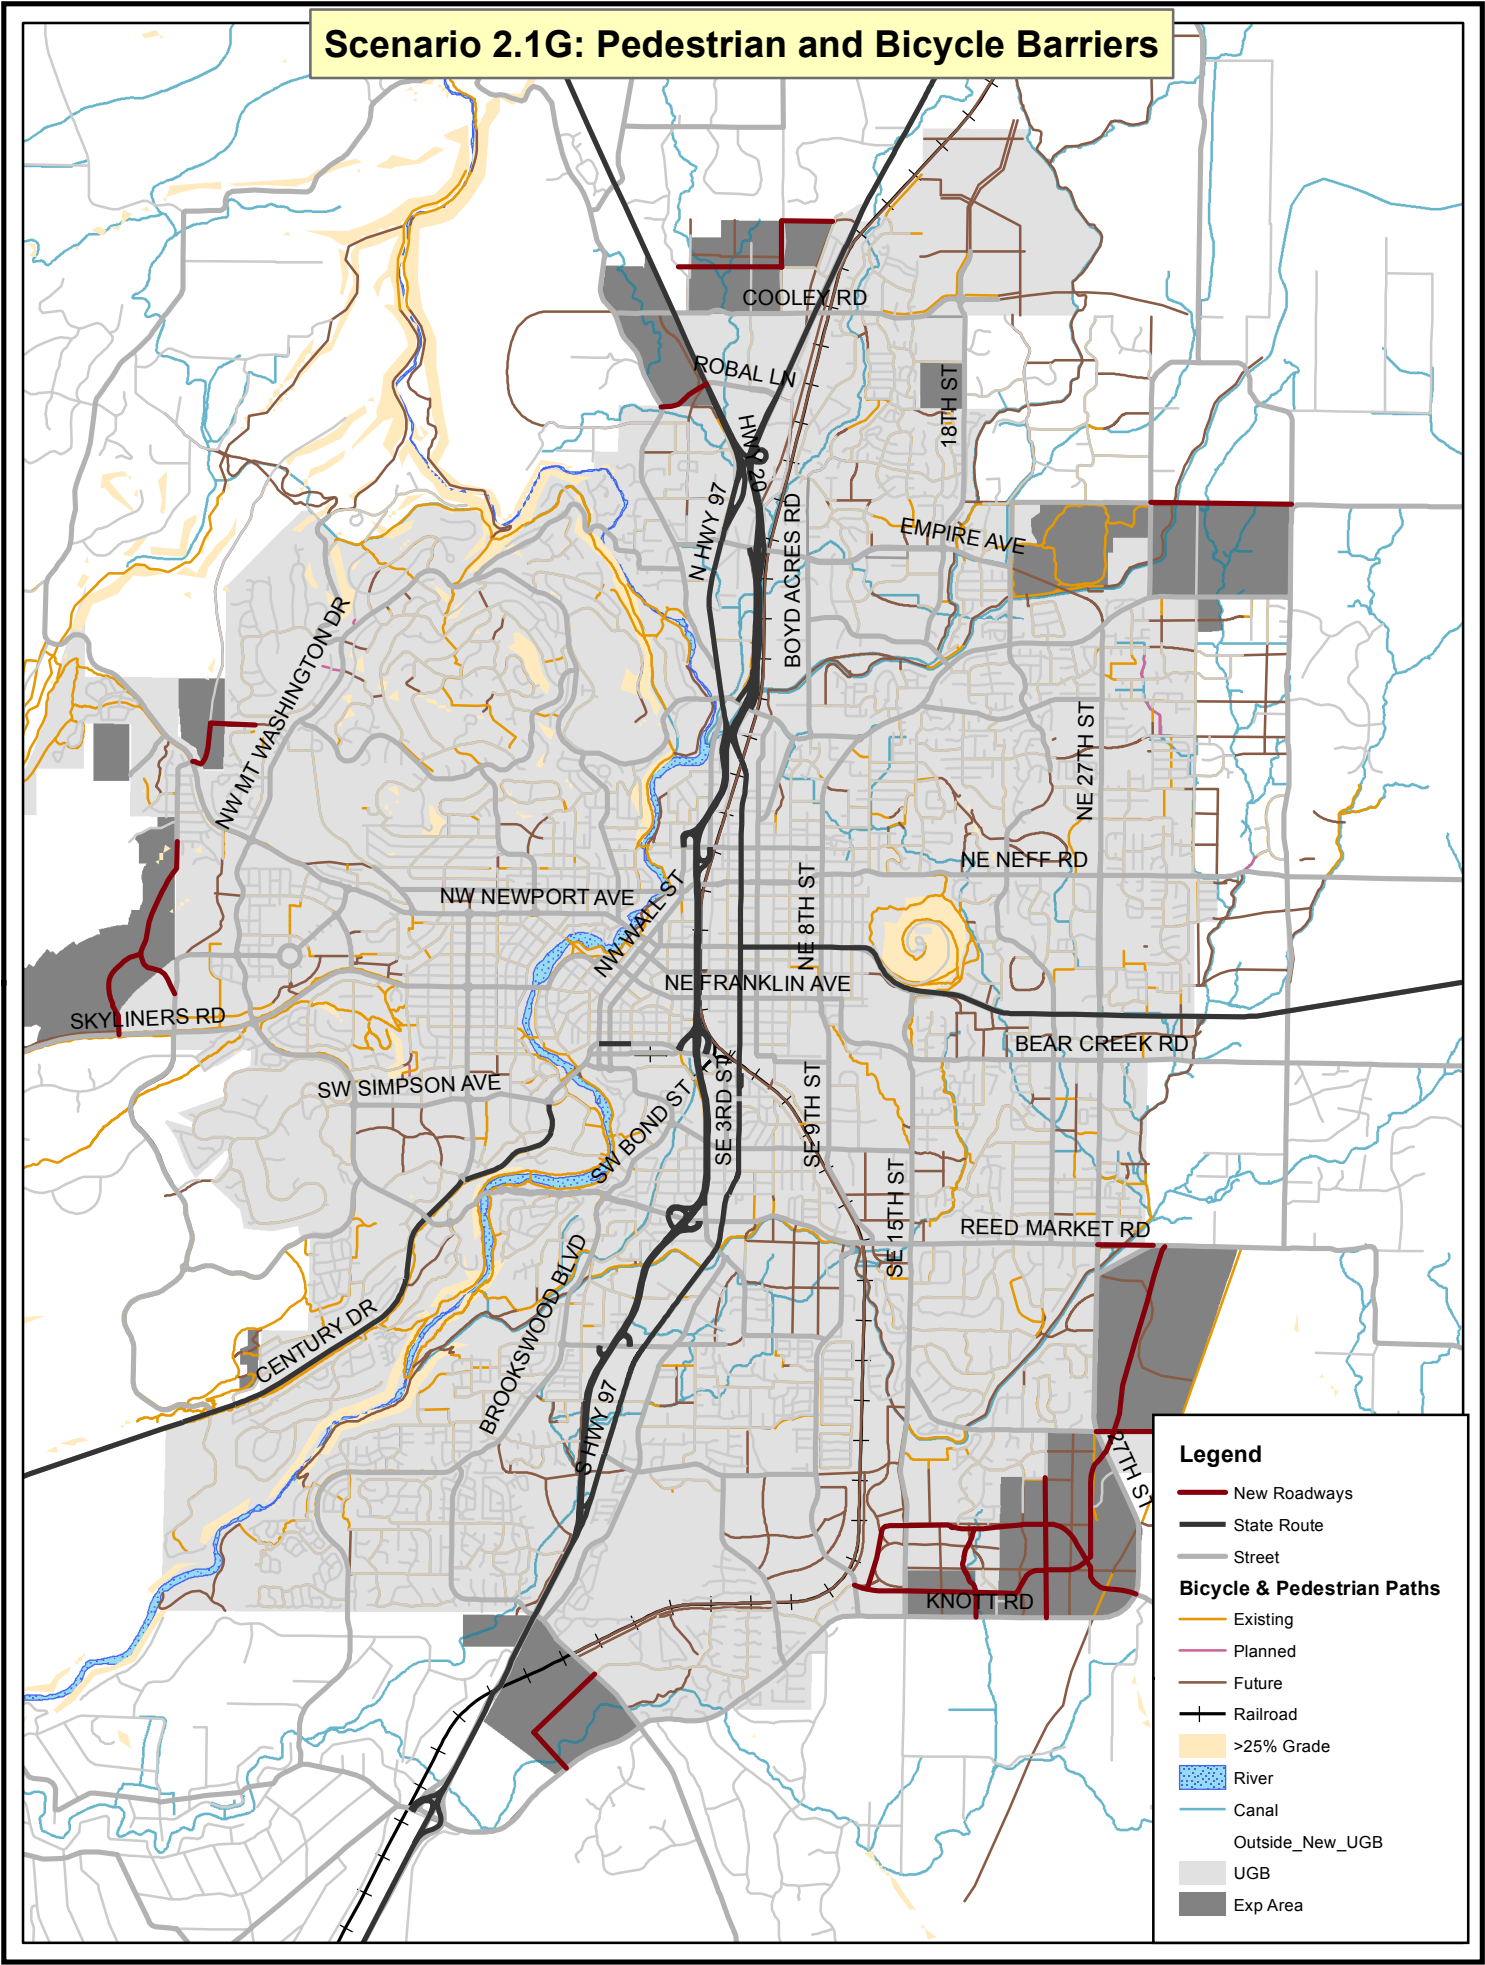 Scenario 2.1G: Pedestrian and Bicycle Barriers
COOLEY RD
ROBAL LN
18TH ST
HWY 20
N HWY 97
BOYD ACRES RD
EMPIRE AVE
NW MT WASHINGTON DR
NE 27TH ST
NE NEFF RD
NW NEWPORT AVE
NW WALL ST
NE 8TH ST
NE FRANKLIN AVE
SKYLINERS RD
BEAR CREEK RD
SW SIMPSON AVE
SW BOND ST
SE 3RD ST
SE 9TH ST
SE 15TH ST
REED MARKET RD
BROOKSWOOD BLVD
CENTURY DR
S HWY 97
27TH ST
KNOTT RD
Legend
New Roadways
State Route
Street
Bicycle & Pedestrian Paths
Existing
Planned
Future
Railroad
>25% Grade
River
Canal
Outside_New_UGB
UGB
Exp Area